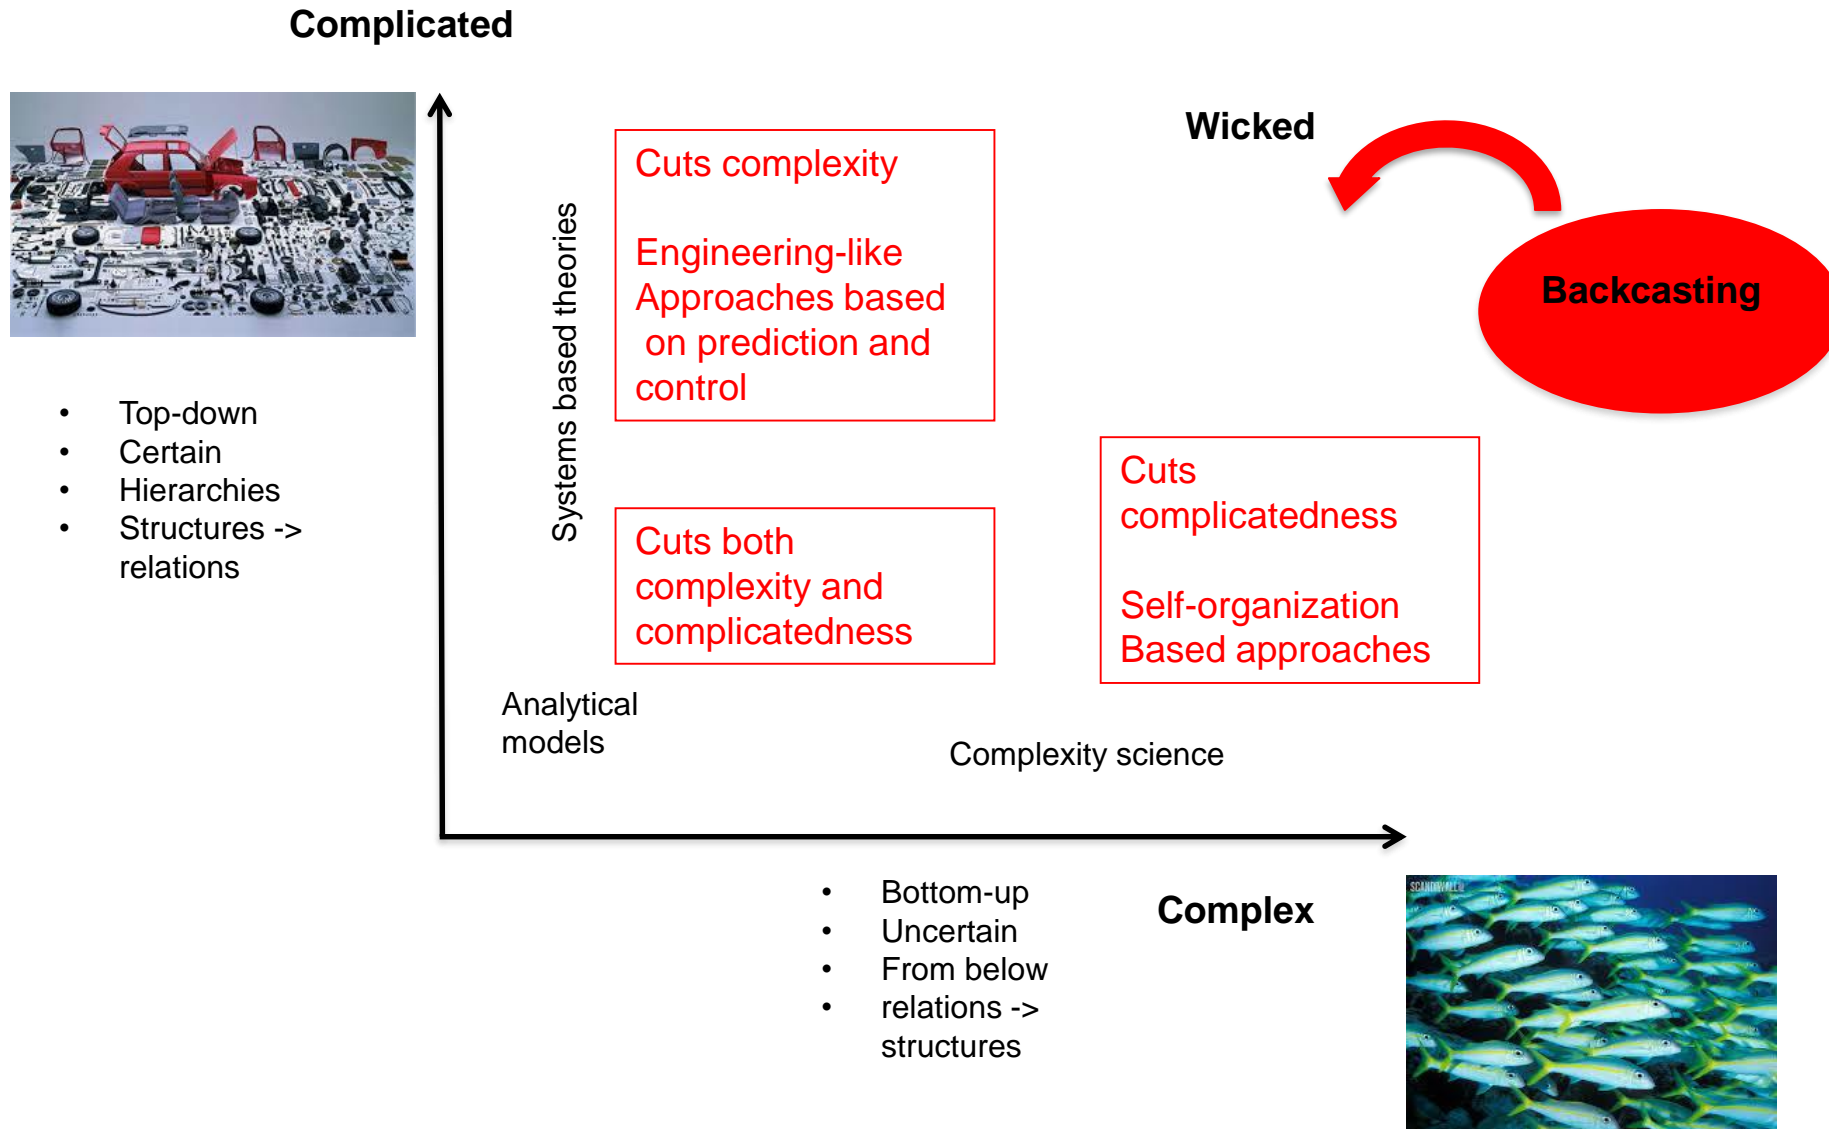 Complicated
Wicked
Cuts complexity
Engineering-like
Approaches based
on prediction and
control
Systems based theories
Backcasting
• Top-down
• Certain
• Hierarchies
• Structures ->
relations
Cuts
complicatedness
Self-organization
Based approaches
Cuts both
complexity and
complicatedness
Analytical
models
Complexity science
• Bottom-up
• Uncertain
• From below
• relations ->
structures
Complex